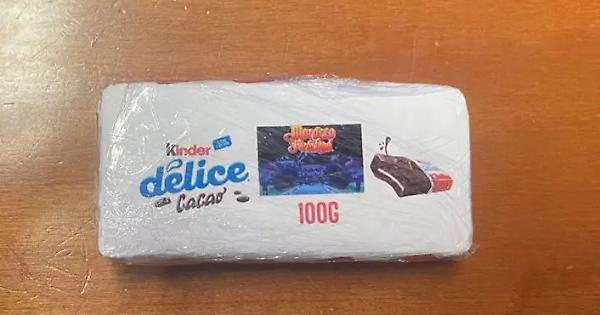 Kinder
délice
Cacao
100G